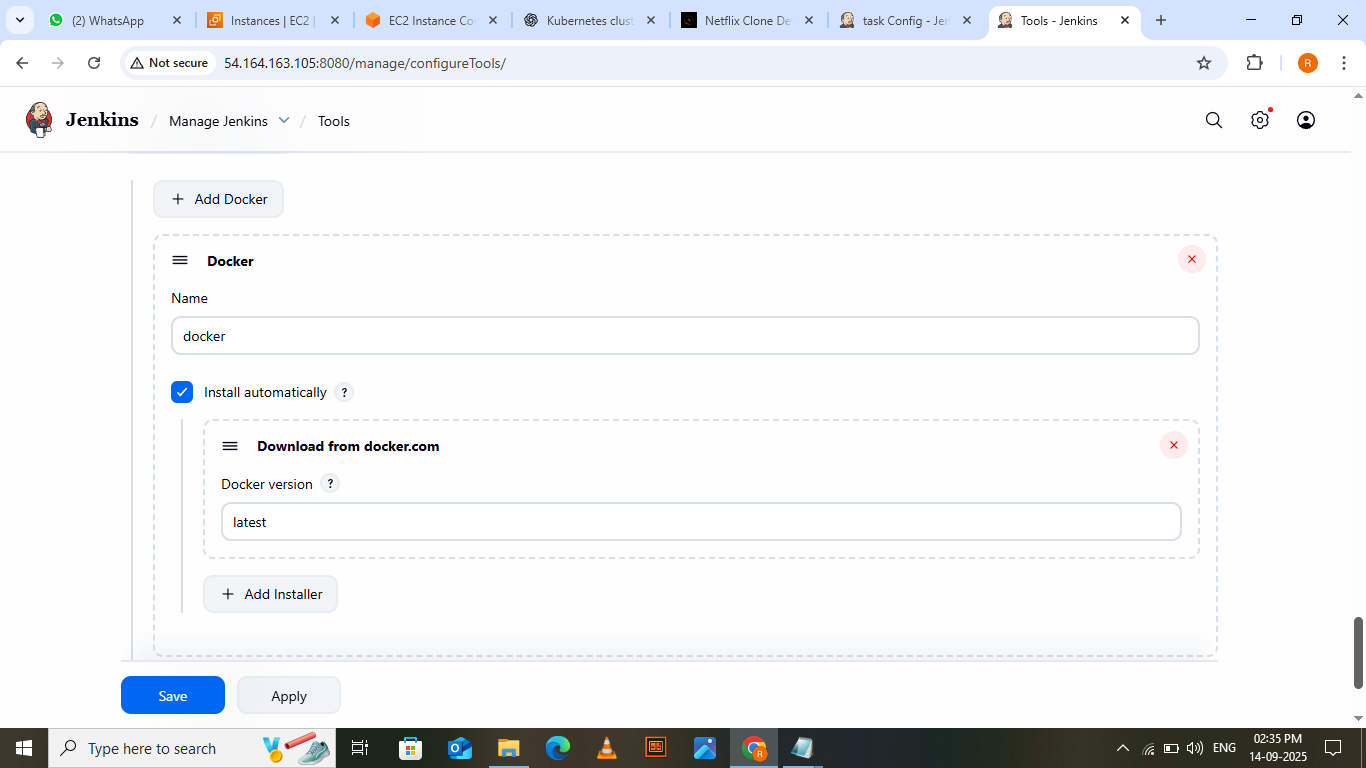 (2) WhatsApp
Instances | EC2 |
EC2 Instance Co
Kubernetes clust
Netflix Clone De
task Config - Jen
Tools - Jenkins
Not secure
54.164.163.105:8080/manage/configureTools/
R
Jenkins / Manage Jenkins / Tools
+ Add Docker
Docker
Name
docker
Install automatically ?
Download from docker.com
Docker version ?
latest
+ Add Installer
Save
Apply
Type here to search
R
ENG
02:35 PM
14-09-2025